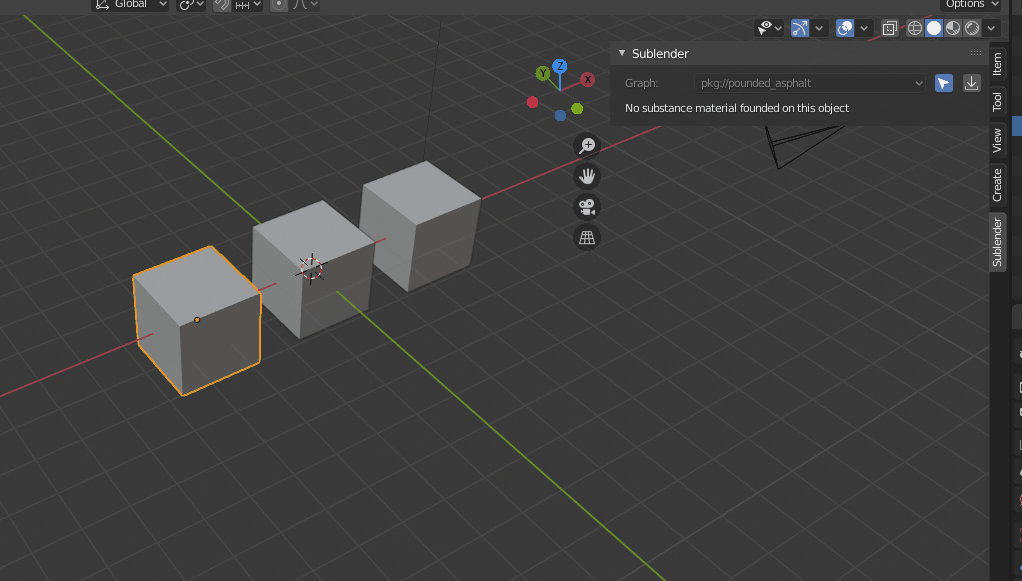 Global
Options
Sublender
Graph:
pkg://pounded_asphalt
No substance material founded on this object
Y
Z
X
Item
Tool
View
Create
Sublender